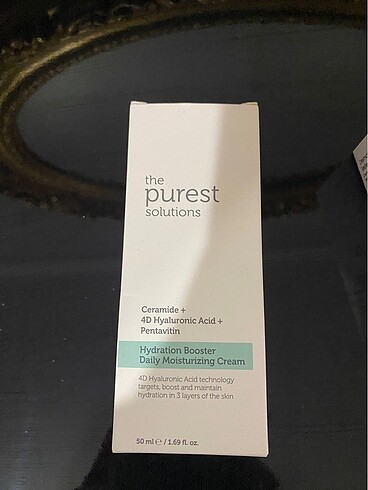 the
purest
solutions
Ceramide +
4D Hyaluronic Acid +
Pentavitin
Hydration Booster
Daily Moisturizing Cream
4D Hyaluronic Acid technology
targets, boost and maintain
hydration in 3 layers of the skin
50 ml ℮ / 1.69 fl. oz.